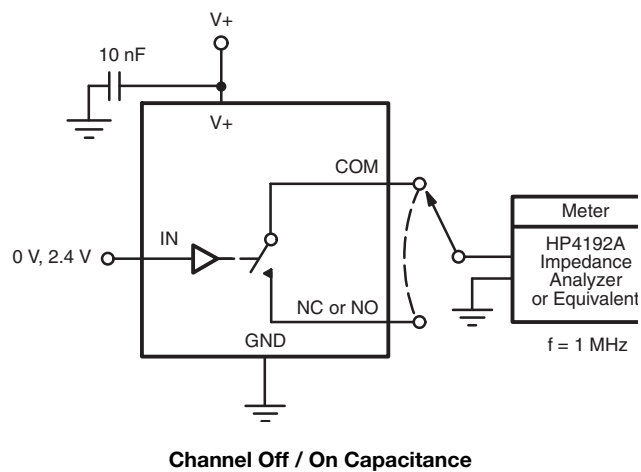 V+
10 nF
V+
COM
Meter
IN
0 V, 2.4 V
HP4192A
Impedance
Analyzer
or Equivalent
NC or NO
GND
f = 1 MHz
Channel Off / On Capacitance